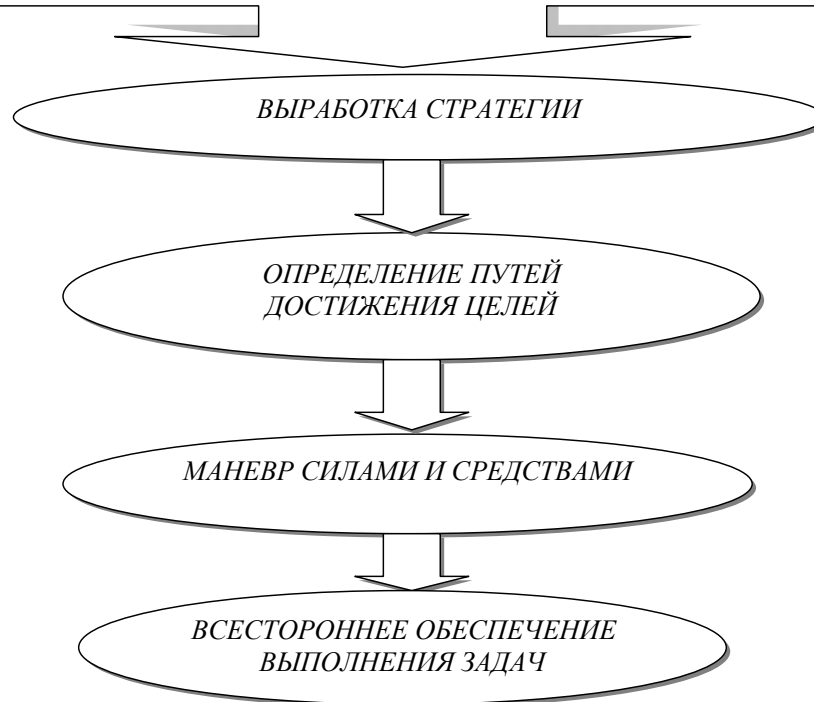 ВЫРАБОТКА СТРАТЕГИИ
ОПРЕДЕЛЕНИЕ ПУТЕЙ
ДОСТИЖЕНИЯ ЦЕЛЕЙ
МАНЕВР СИЛАМИ И СРЕДСТВАМИ
ВСЕСТОРОННЕЕ ОБЕСПЕЧЕНИЕ
ВЫПОЛНЕНИЯ ЗАДАЧ